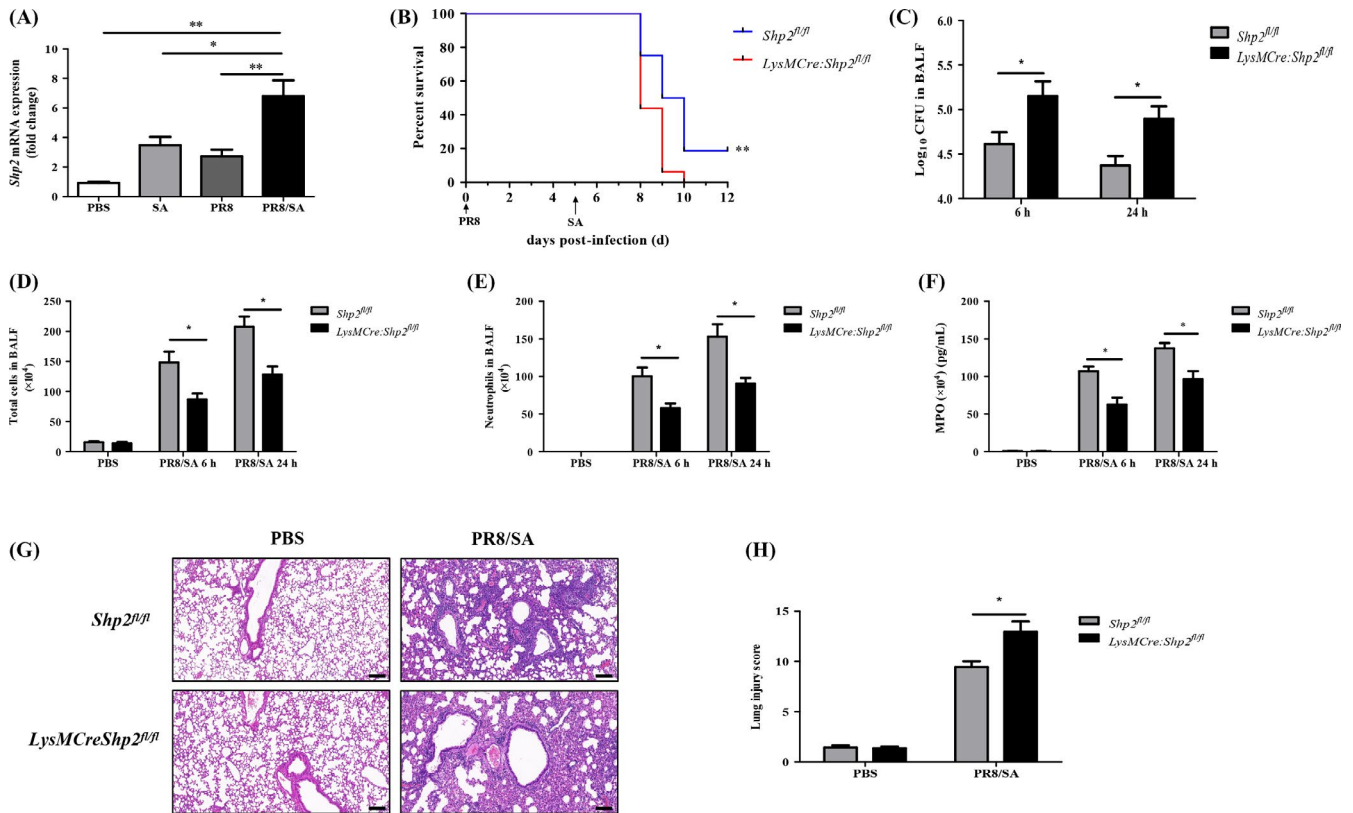 (A)
** 
*
**
Shp2 mRNA expression
(fold change)
10
8
6
4
2
0
PBS SA PR8 PR8/SA
(B)
Percent survival
100
80
60
40
20
0
0 2 4 6 8 10 12
PR8 SA
days post-infection (d)
Shp2fl/fl
LysMCre:Shp2fl/fl
**
(C)
Log10 CFU in BALF
6.0
5.5
5.0
4.5
4.0
* *
6 h 24 h
Shp2fl/fl
LysMCre:Shp2fl/fl
(D)
Total cells in BALF
(×10⁴)
250
200
150
100
50
0
* *
PBS PR8/SA 6 h PR8/SA 24 h
Shp2fl/fl
LysMCre:Shp2fl/fl
(E)
Neutrophils in BALF
(×10⁴)
200
150
100
50
0
* *
PBS PR8/SA 6 h PR8/SA 24 h
Shp2fl/fl
LysMCre:Shp2fl/fl
(F)
MPO (×10⁴) (pg/mL)
200
150
100
50
0
* *
PBS PR8/SA 6 h PR8/SA 24 h
Shp2fl/fl
LysMCre:Shp2fl/fl
(G)
PBS PR8/SA
Shp2fl/fl
LysMCreShp2fl/fl
(H)
Lung injury score
15
10
5
0
*
PBS PR8/SA
Shp2fl/fl
LysMCre:Shp2fl/fl